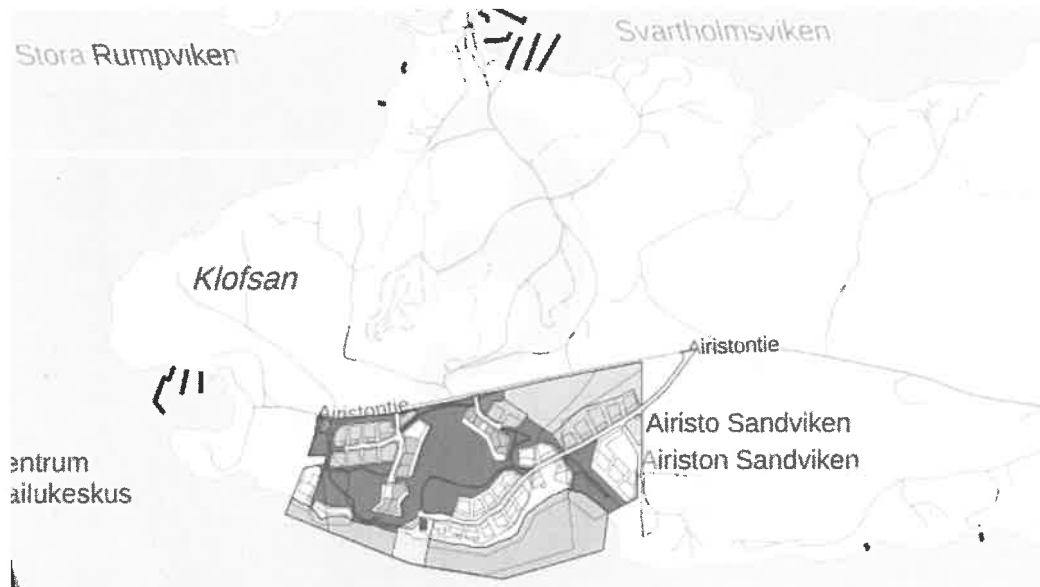 Stora Rumpviken
Svartholmsviken
Klofsan
Airistontie
Airistontie
Airisto Sandviken
Airiston Sandviken
entrum
ailukeskus